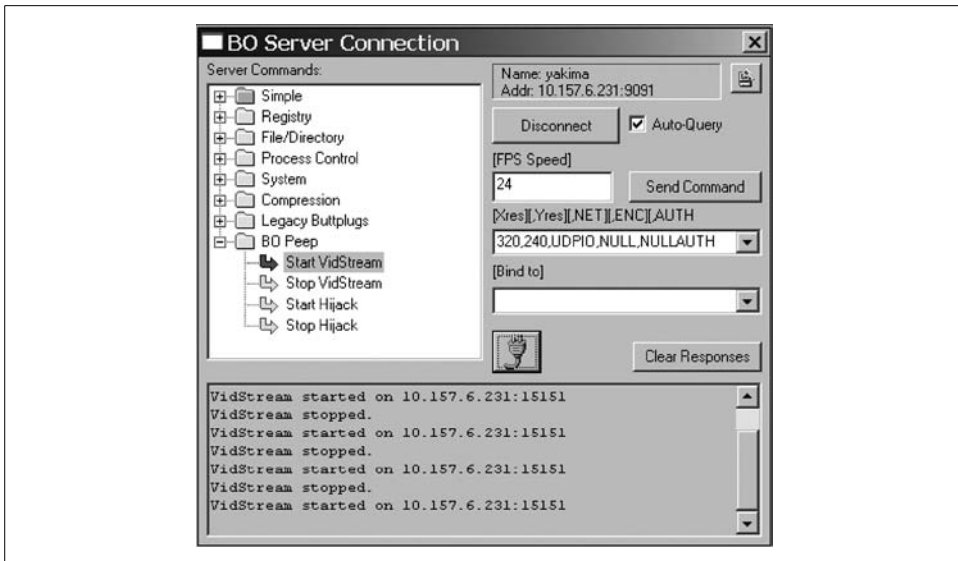 BO Server Connection
Server Commands:
Simple
Registry
File/Directory
Process Control
System
Compression
Legacy Buttplugs
BO Peep
Start VidStream
Stop VidStream
Start Hijack
Stop Hijack
Name: yakima
Addr: 10.157.6.231:9091
Disconnect
Auto-Query
[FPS Speed]
24
Send Command
[Xres][,Yres][,NET][,ENC][,AUTH
320,240,UDPIO,NULL,NULLAUTH
[Bind to]
Clear Responses
VidStream started on 10.157.6.231:15151
VidStream stopped.
VidStream started on 10.157.6.231:15151
VidStream stopped.
VidStream started on 10.157.6.231:15151
VidStream stopped.
VidStream started on 10.157.6.231:15151